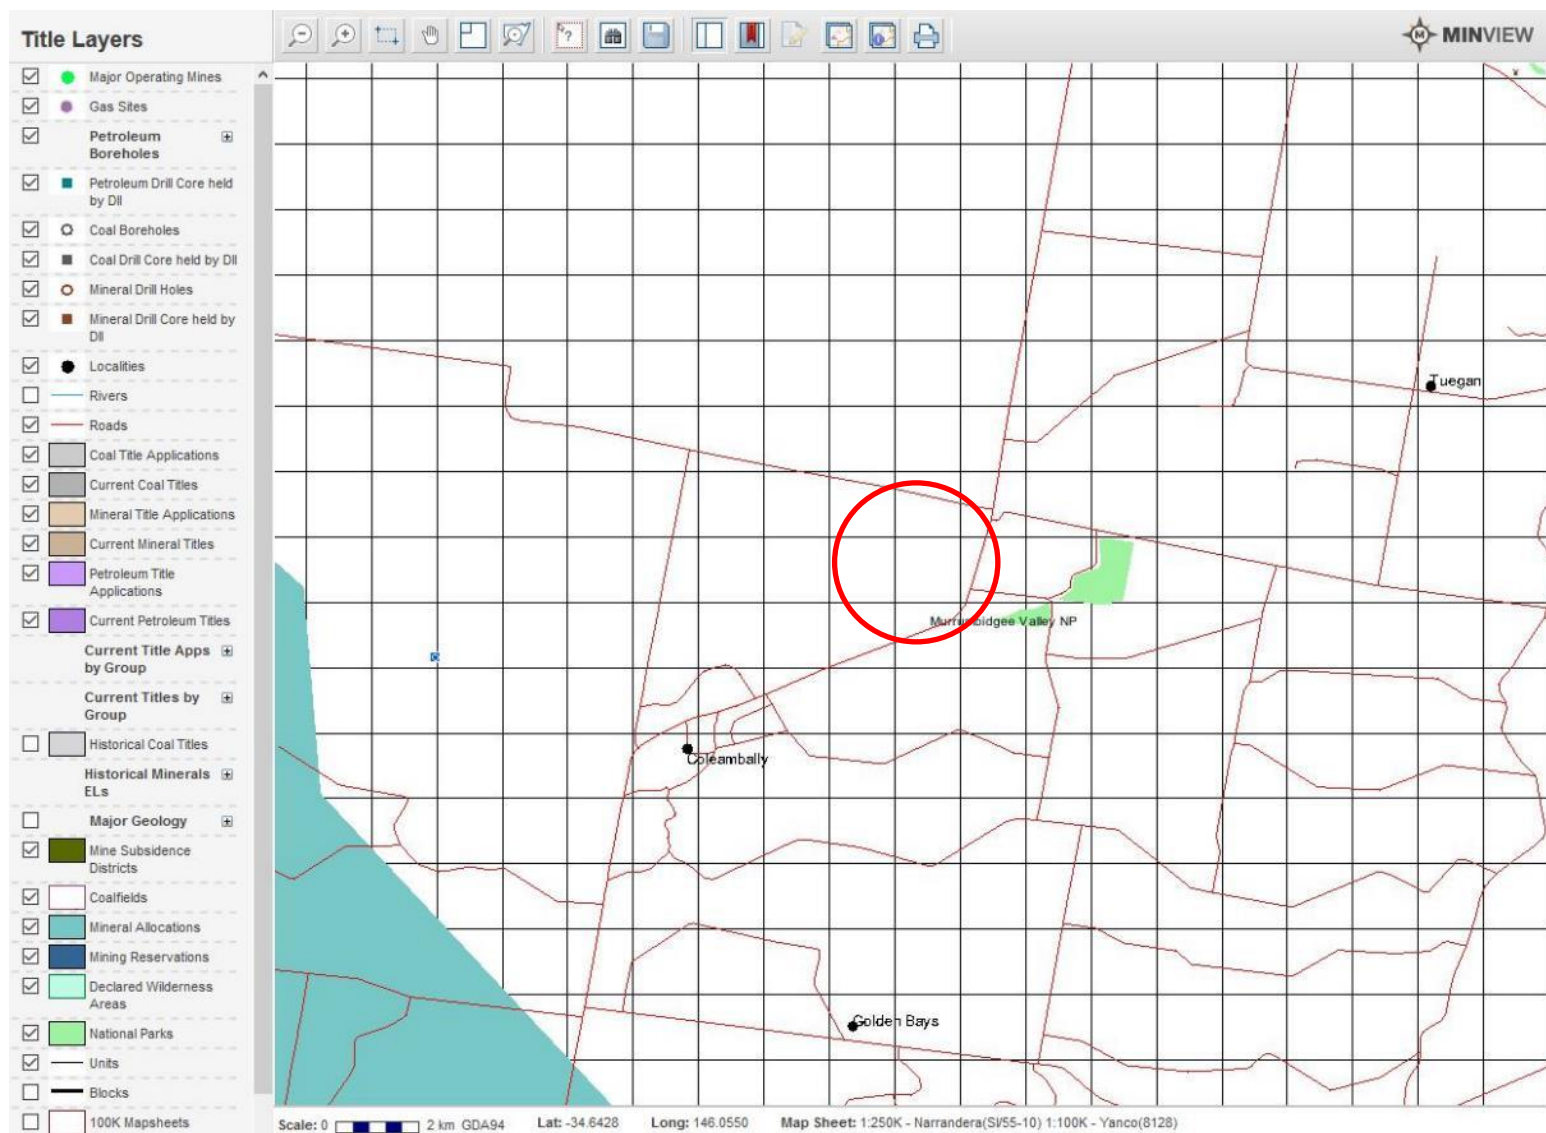 Title Layers
MINVIEW
Major Operating Mines
Gas Sites
Petroleum
Boreholes
Petroleum Drill Core held
by DII
Coal Boreholes
Coal Drill Core held by DII
Mineral Drill Holes
Mineral Drill Core held by
DII
Localities
Rivers
Roads
Coal Title Applications
Current Coal Titles
Mineral Title Applications
Current Mineral Titles
Petroleum Title
Applications
Current Petroleum Titles
Current Title Apps
by Group
Current Titles by
Group
Historical Coal Titles
Historical Minerals
ELs
Major Geology
Mine Subsidence
Districts
Coalfields
Mineral Allocations
Mining Reservations
Declared Wilderness
Areas
National Parks
Units
Blocks
100K Mapsheets
Tuegan
Murrumbidgee Valley NP
Coleambally
Golden Bays
Scale: 0 2 km GDA94 Lat: -34.6428 Long: 146.0550 Map Sheet: 1:250K - Narrandera(SI/55-10) 1:100K - Yanco(8128)